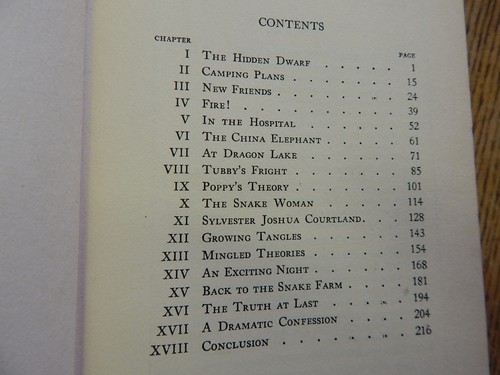 CONTENTS
CHAPTER PAGE
I THE HIDDEN DWARF . . . . . 1
II CAMPING PLANS . . . . . . 15
III NEW FRIENDS . . . . . . 24
IV FIRE! . . . . . . . . 39
V IN THE HOSPITAL . . . . . 52
VI THE CHINA ELEPHANT . . . . 61
VII AT DRAGON LAKE . . . . . 71
VIII TUBBY'S FRIGHT . . . . . 85
IX POPPY'S THEORY . . . . . . 101
X THE SNAKE WOMAN . . . . . 114
XI SYLVESTER JOSHUA COURTLAND . . . 128
XII GROWING TANGLES . . . . . 143
XIII MINGLED THEORIES . . . . . 154
XIV AN EXCITING NIGHT . . . . . 168
XV BACK TO THE SNAKE FARM . . . . 181
XVI THE TRUTH AT LAST . . . . . 194
XVII A DRAMATIC CONFESSION . . . . 204
XVIII CONCLUSION . . . . . . . 216